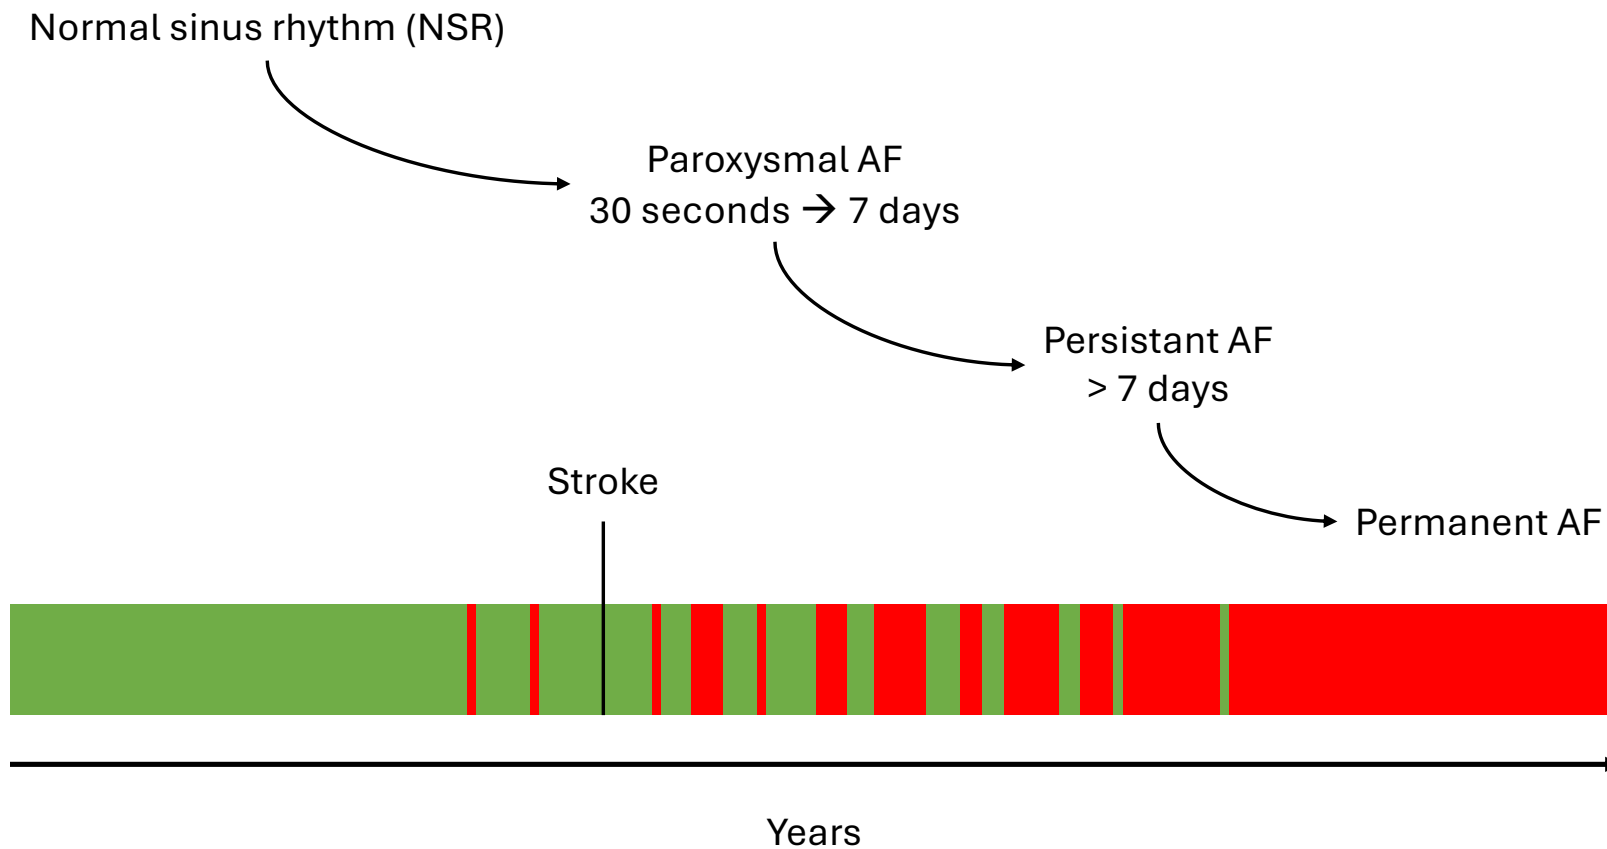 Normal sinus rhythm (NSR)
Paroxysmal AF
30 seconds → 7 days
Persistant AF
> 7 days
Stroke
Permanent AF
Years